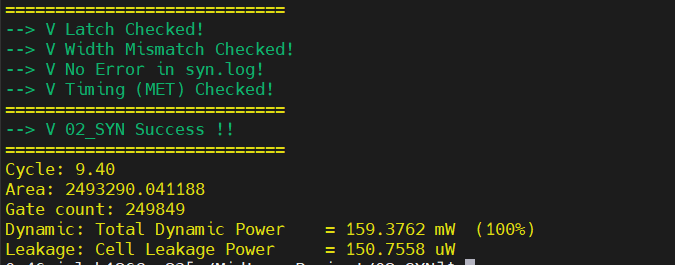 ============================
--> V Latch Checked!
--> V Width Mismatch Checked!
--> V No Error in syn.log!
--> V Timing (MET) Checked!
============================
--> V 02_SYN Success !!
============================
Cycle: 9.40
Area: 2493290.041188
Gate count: 249849
Dynamic: Total Dynamic Power    = 159.3762 mW  (100%)
Leakage: Cell Leakage Power     = 150.7558 uW